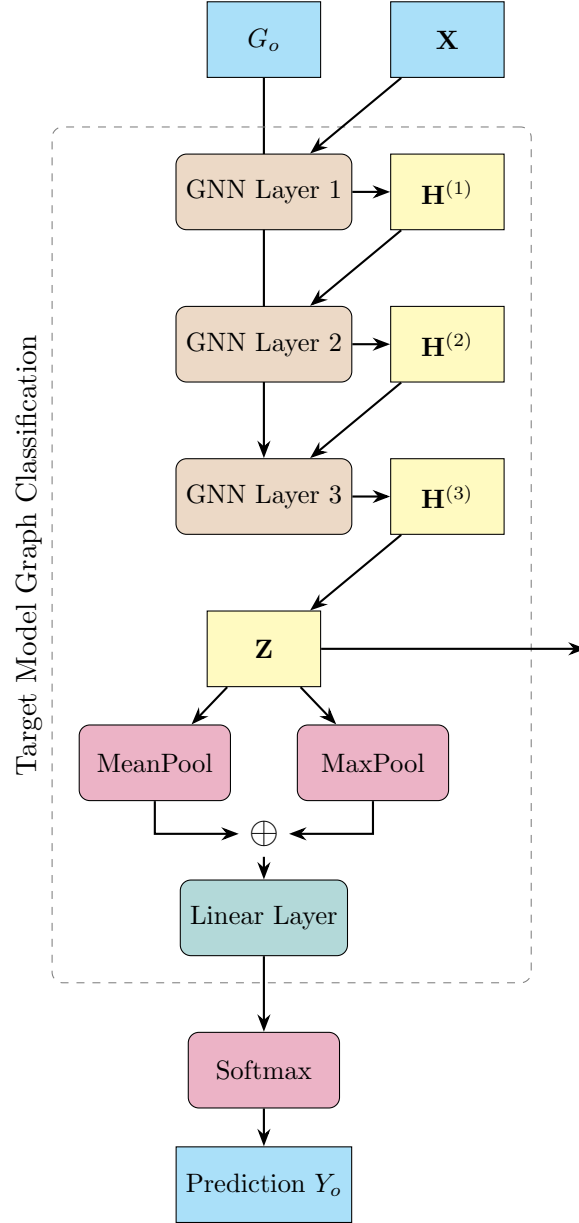 G_o
X
GNN Layer 1
H^(1)
GNN Layer 2
H^(2)
GNN Layer 3
H^(3)
Target Model Graph Classification
Z
MeanPool
MaxPool
⊕
Linear Layer
Softmax
Prediction Y_o